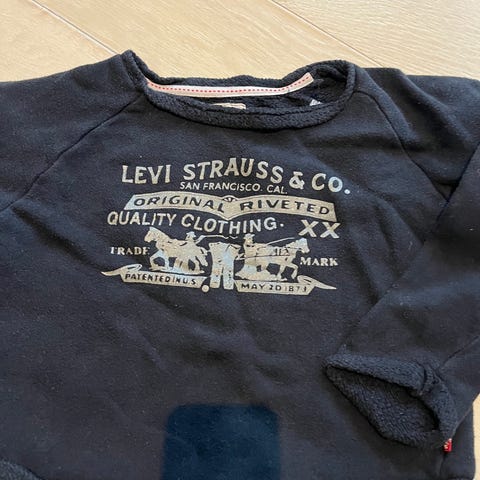 LEVI STRAUSS & CO.
SAN FRANCISCO. CAL.
ORIGINAL RIVETED
QUALITY CLOTHING. XX
TRADE MARK
PATENTED IN U.S. MAY 20 1873